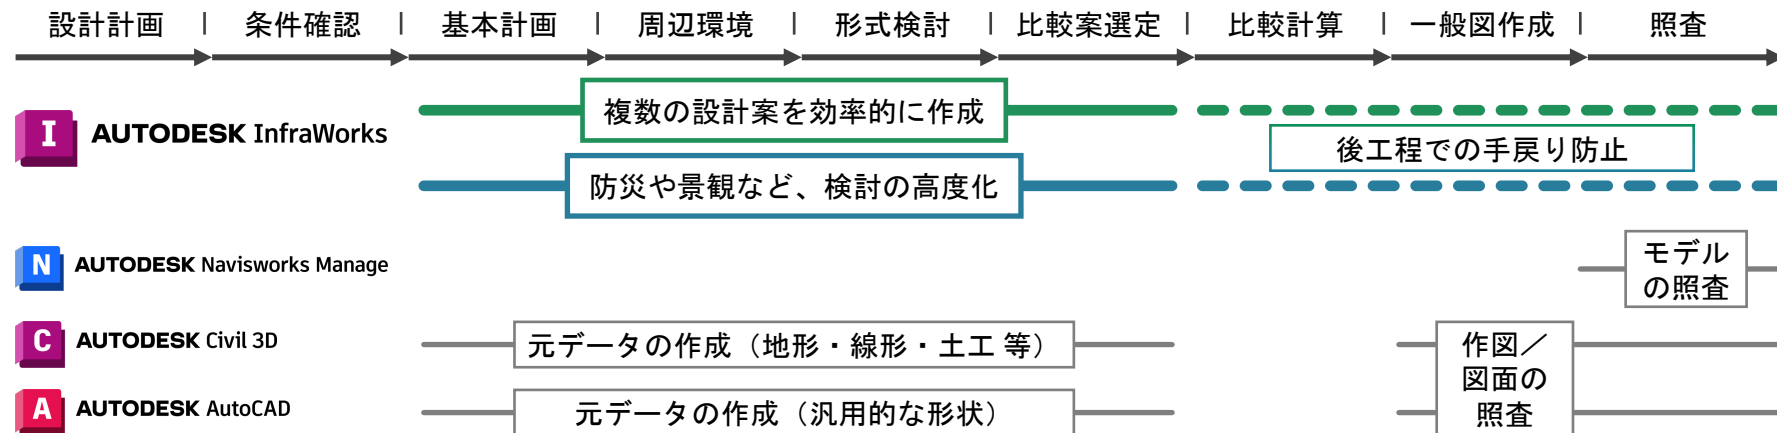 設計計画 | 条件確認 | 基本計画 | 周辺環境 | 形式検討 | 比較案選定 | 比較計算 | 一般図作成 | 照査
複数の設計案を効率的に作成
I AUTODESK InfraWorks
後工程での手戻り防止
防災や景観など、検討の高度化
N AUTODESK Navisworks Manage
モデル
の照査
C AUTODESK Civil 3D
元データの作成（地形・線形・土工 等）
A AUTODESK AutoCAD
元データの作成（汎用的な形状）
作図／
図面の
照査